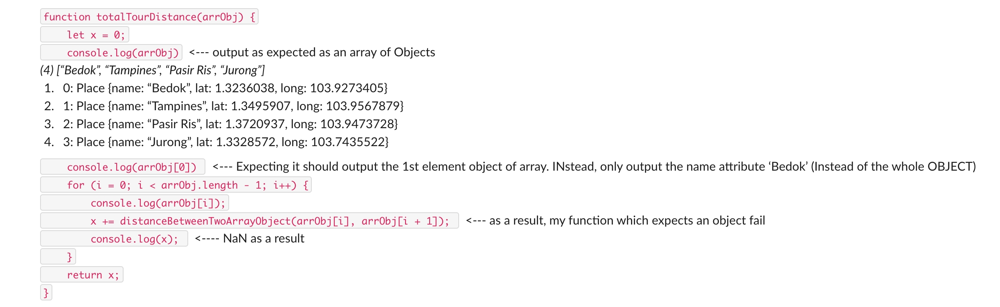 function totalTourDistance(arrObj) {
    let x = 0;
    console.log(arrObj) <--- output as expected as an array of Objects
(4) [“Bedok”, “Tampines”, “Pasir Ris”, “Jurong”]
1. 0: Place {name: “Bedok”, lat: 1.3236038, long: 103.9273405}
2. 1: Place {name: “Tampines”, lat: 1.3495907, long: 103.9567879}
3. 2: Place {name: “Pasir Ris”, lat: 1.3720937, long: 103.9473728}
4. 3: Place {name: “Jurong”, lat: 1.3328572, long: 103.7435522}
    console.log(arrObj[0]) <--- Expecting it should output the 1st element object of array. INstead, only output the name attribute ‘Bedok’ (Instead of the whole OBJECT)
    for (i = 0; i < arrObj.length - 1; i++) {
        console.log(arrObj[i]);
        x += distanceBetweenTwoArrayObject(arrObj[i], arrObj[i + 1]); <--- as a result, my function which expects an object fail
        console.log(x); <---- NaN as a result
    }
    return x;
}